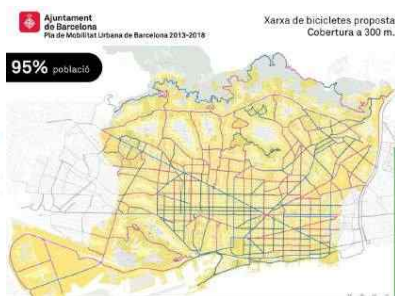 Ajuntament
de Barcelona
Pla de Mobilitat Urbana de Barcelona 2013-2018
Xarxa de bicicletes proposta
Cobertura a 300 m.
95% població